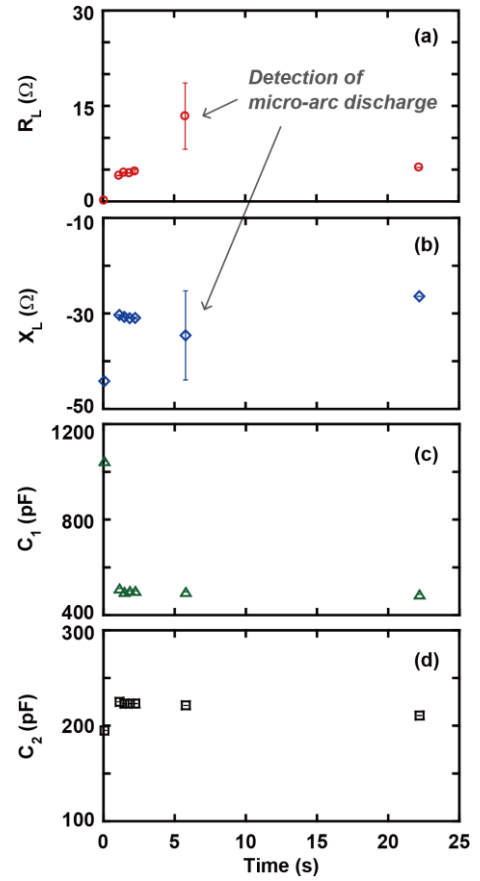 30
(a)
Detection of
micro-arc discharge
R_L (Ω)
15
0
-10
(b)
X_L (Ω)
-30
-50
1200
(c)
C_1 (pF)
800
400
300
(d)
C_2 (pF)
200
100
0 5 10 15 20 25
Time (s)